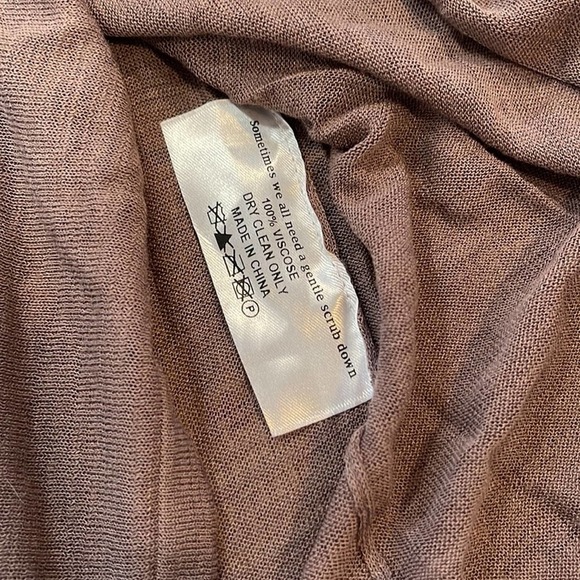 Sometimes we all need a gentle scrub down
100% VISCOSE
DRY CLEAN ONLY
MADE IN CHINA
P